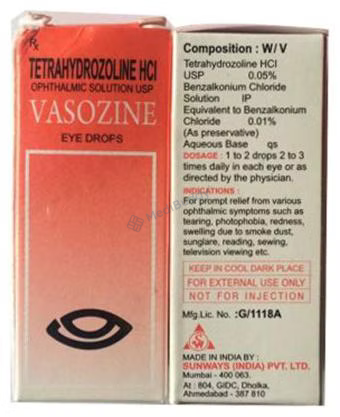 Rx
TETRAHYDROZOLINE HCl
OPHTHALMIC SOLUTION USP
VASOZINE
EYE DROPS
Composition : W/V
Tetrahydrozoline HCl
USP 0.05%
Benzalkonium Chloride
Solution IP
Equivalent to Benzalkonium
Chloride 0.01%
(As preservative)
Aqueous Base qs
DOSAGE : 1 to 2 drops 2 to 3
times daily in each eye or as
directed by the physician.
INDICATIONS :
For prompt relief from various
ophthalmic symptoms such as
tearing, photophobia, redness,
swelling due to smoke dust,
sunglare, reading, sewing,
television viewing etc.
KEEP IN COOL DARK PLACE
FOR EXTERNAL USE ONLY
NOT FOR INJECTION
Mfg.Lic. No. :G/1118A
MADE IN INDIA BY :
SUNWAYS (INDIA) PVT. LTD.
Mumbai - 400 063.
At : 804, GIDC, Dholka,
Ahmedabad - 387 810